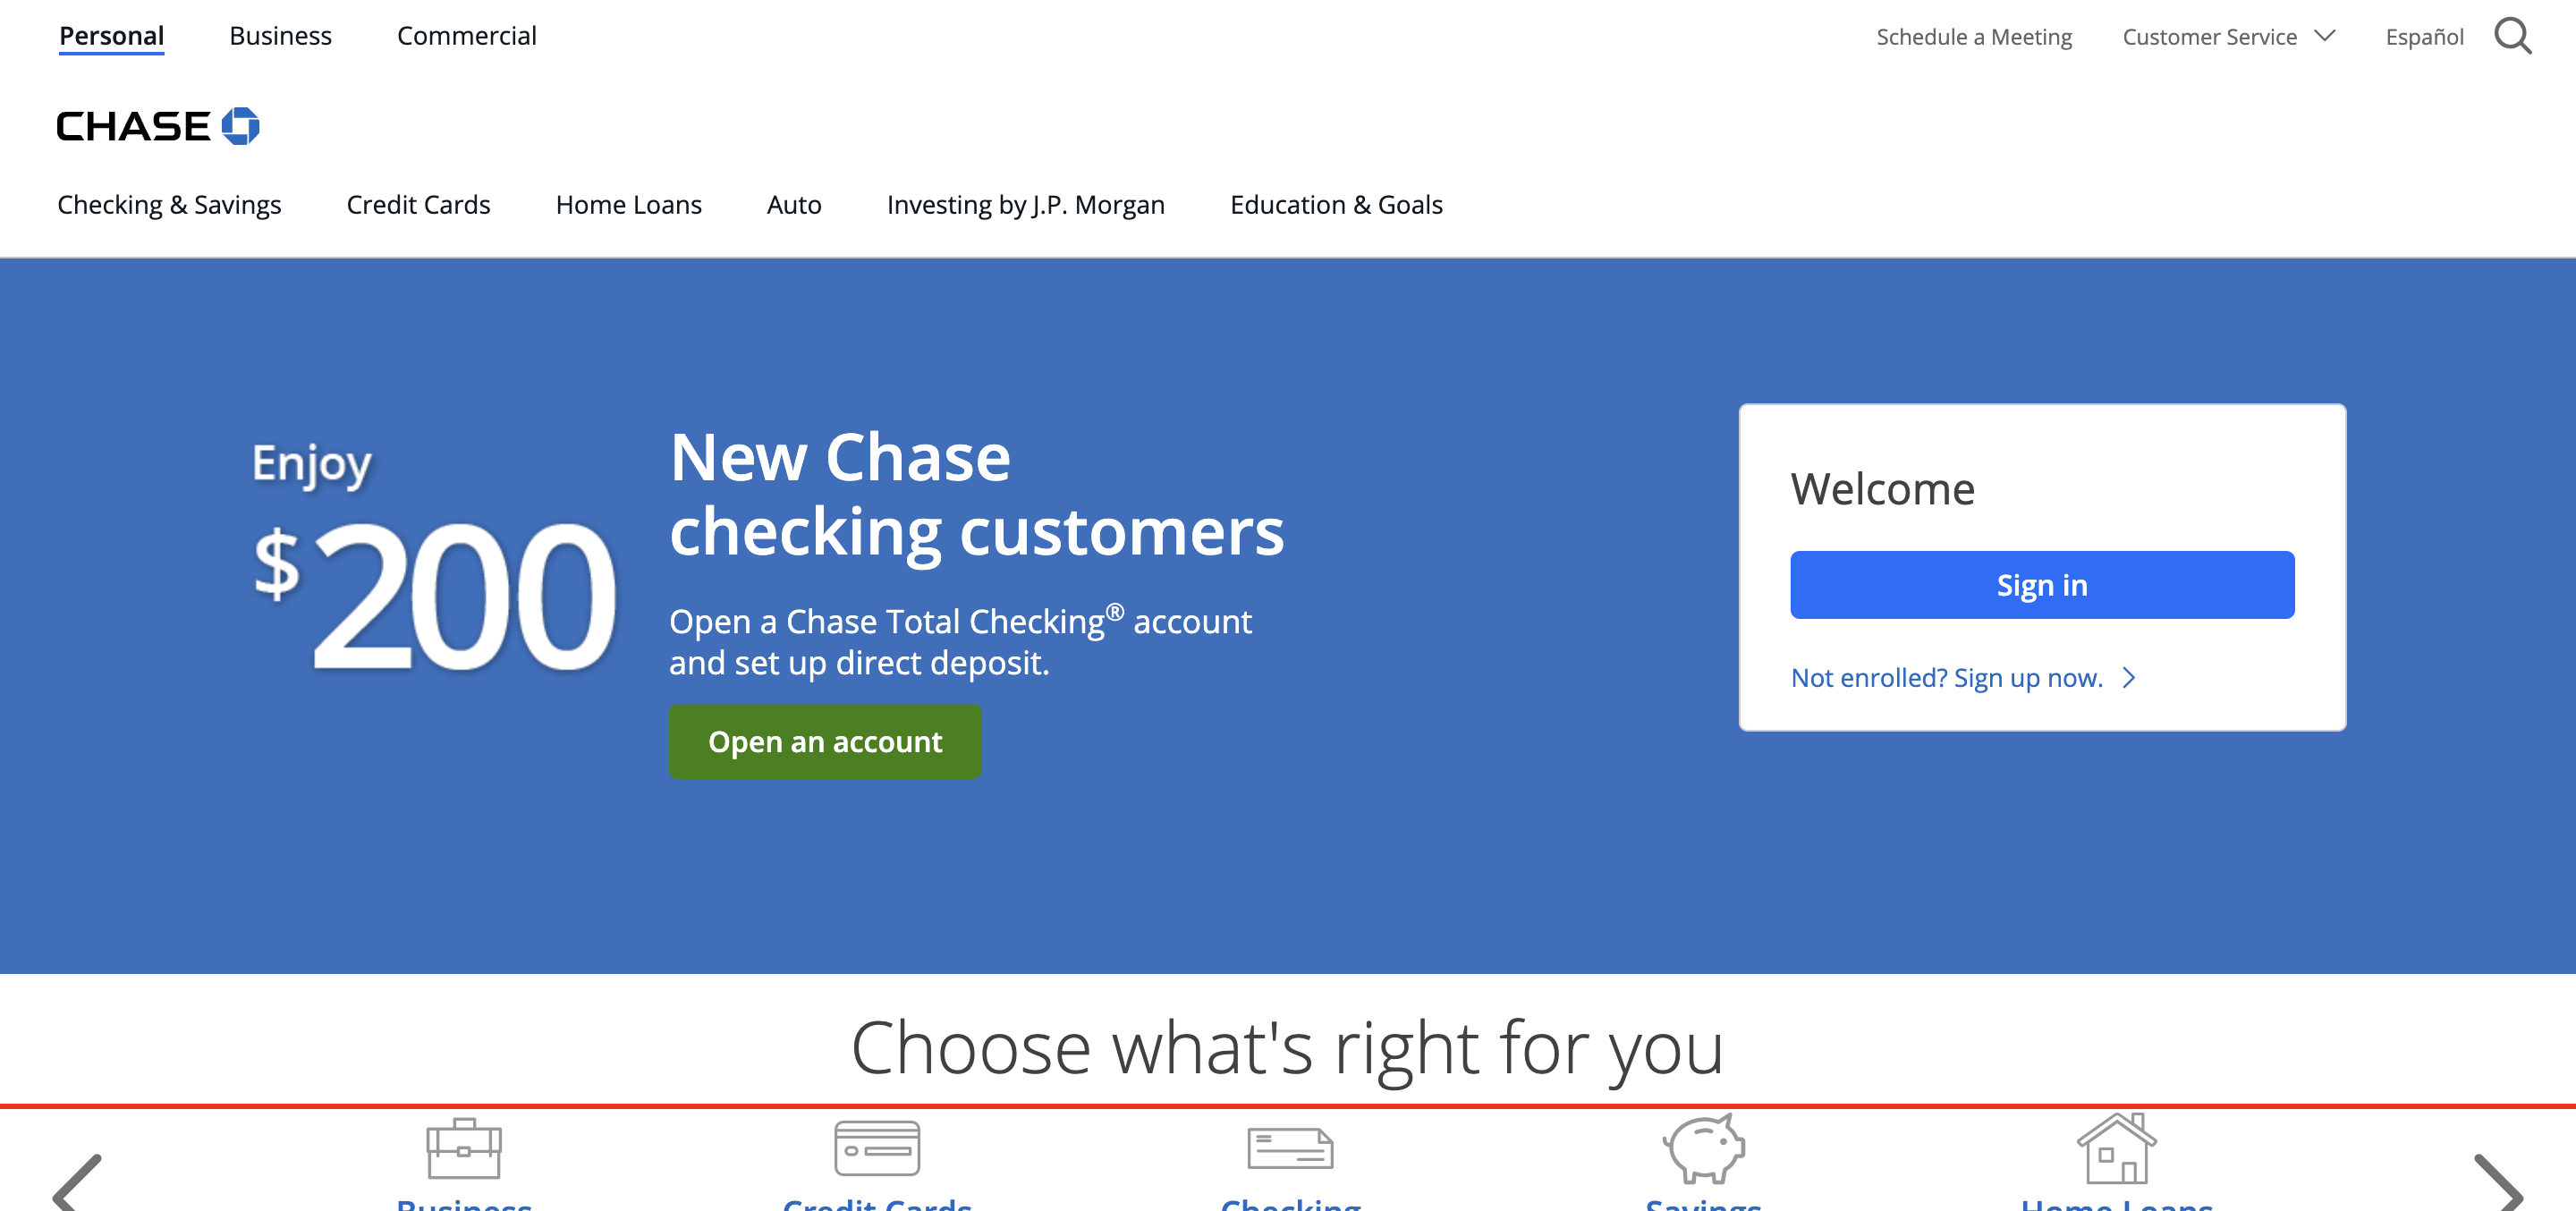 Personal Business Commercial Schedule a Meeting Customer Service Español
CHASE
Checking & Savings Credit Cards Home Loans Auto Investing by J.P. Morgan Education & Goals
Enjoy
$200
New Chase
checking customers
Open a Chase Total Checking® account
and set up direct deposit.
Open an account
Welcome
Sign in
Not enrolled? Sign up now.
Choose what's right for you
Business Credit Cards Checking Savings Home Loans